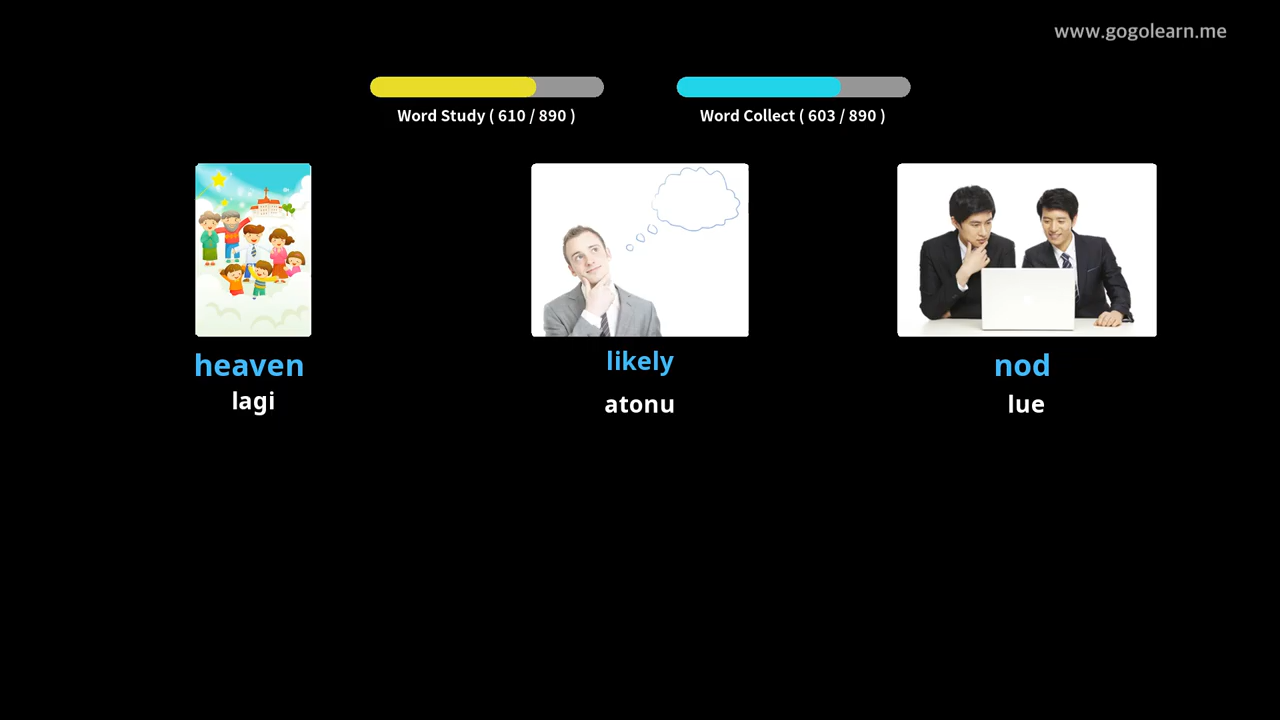 www.gogolearn.me
Word Study ( 610 / 890 )
Word Collect ( 603 / 890 )
heaven
lagi
likely
atonu
nod
lue